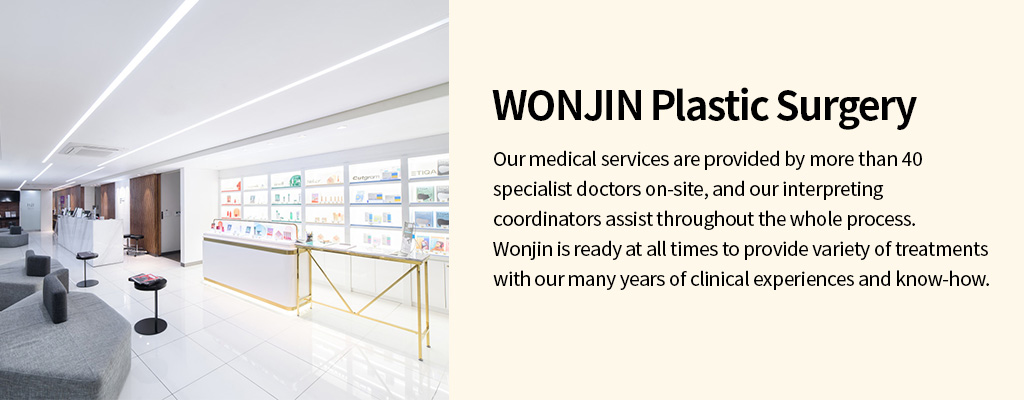 WONJIN Plastic Surgery
Our medical services are provided by more than 40
specialist doctors on-site, and our interpreting
coordinators assist throughout the whole process.
Wonjin is ready at all times to provide variety of treatments
with our many years of clinical experiences and know-how.